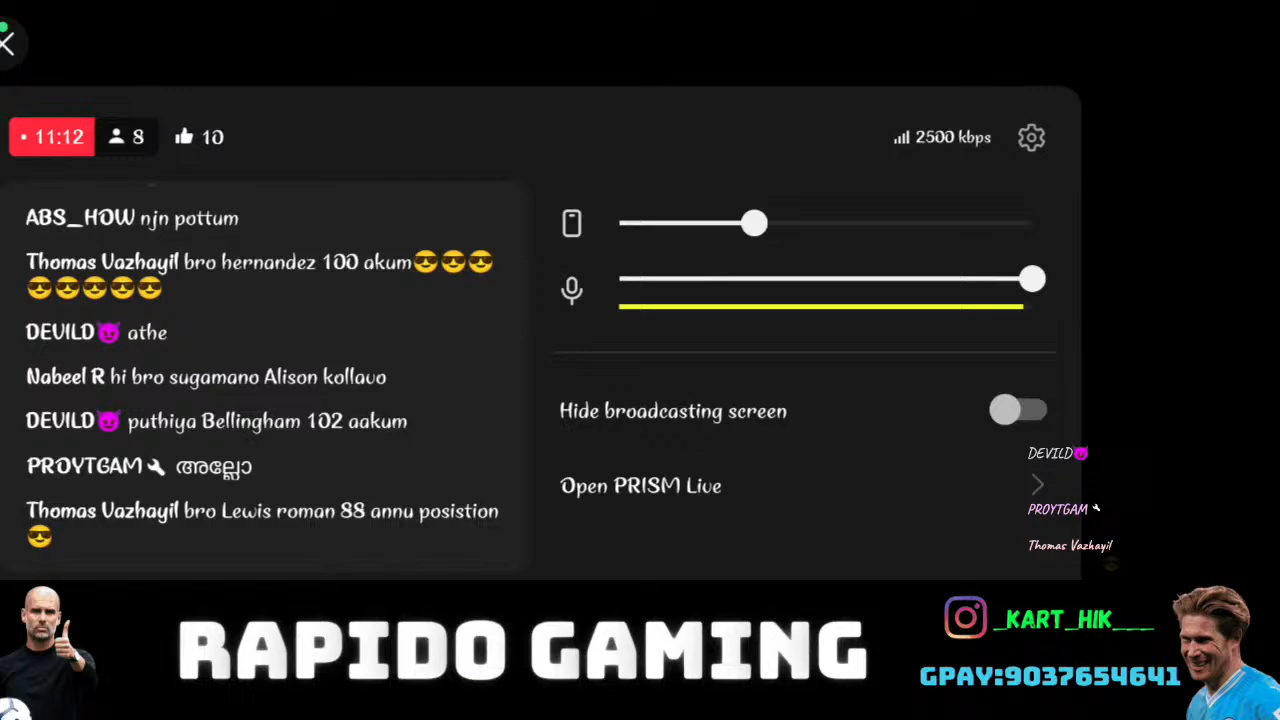 11:12 8 10 2500 kbps
ABS_HOW njn pottum
Thomas Vazhayil bro hernandez 100 akum😎😎😎
😎😎😎😎😎
DEVILD😈 athe
Nabeel R hi bro sugamano Alison kollavo
DEVILD😈 puthiya Bellingham 102 aakum
PROYTGAM🔧 അല്ലോ
Thomas Vazhayil bro Lewis roman 88 annu posistion
😎
Hide broadcasting screen
Open PRISM Live
DEVILD😈
PROYTGAM🔧
Thomas Vazhayil
RAPIDO GAMING
_KART_HIK___
GPAY:9037654641